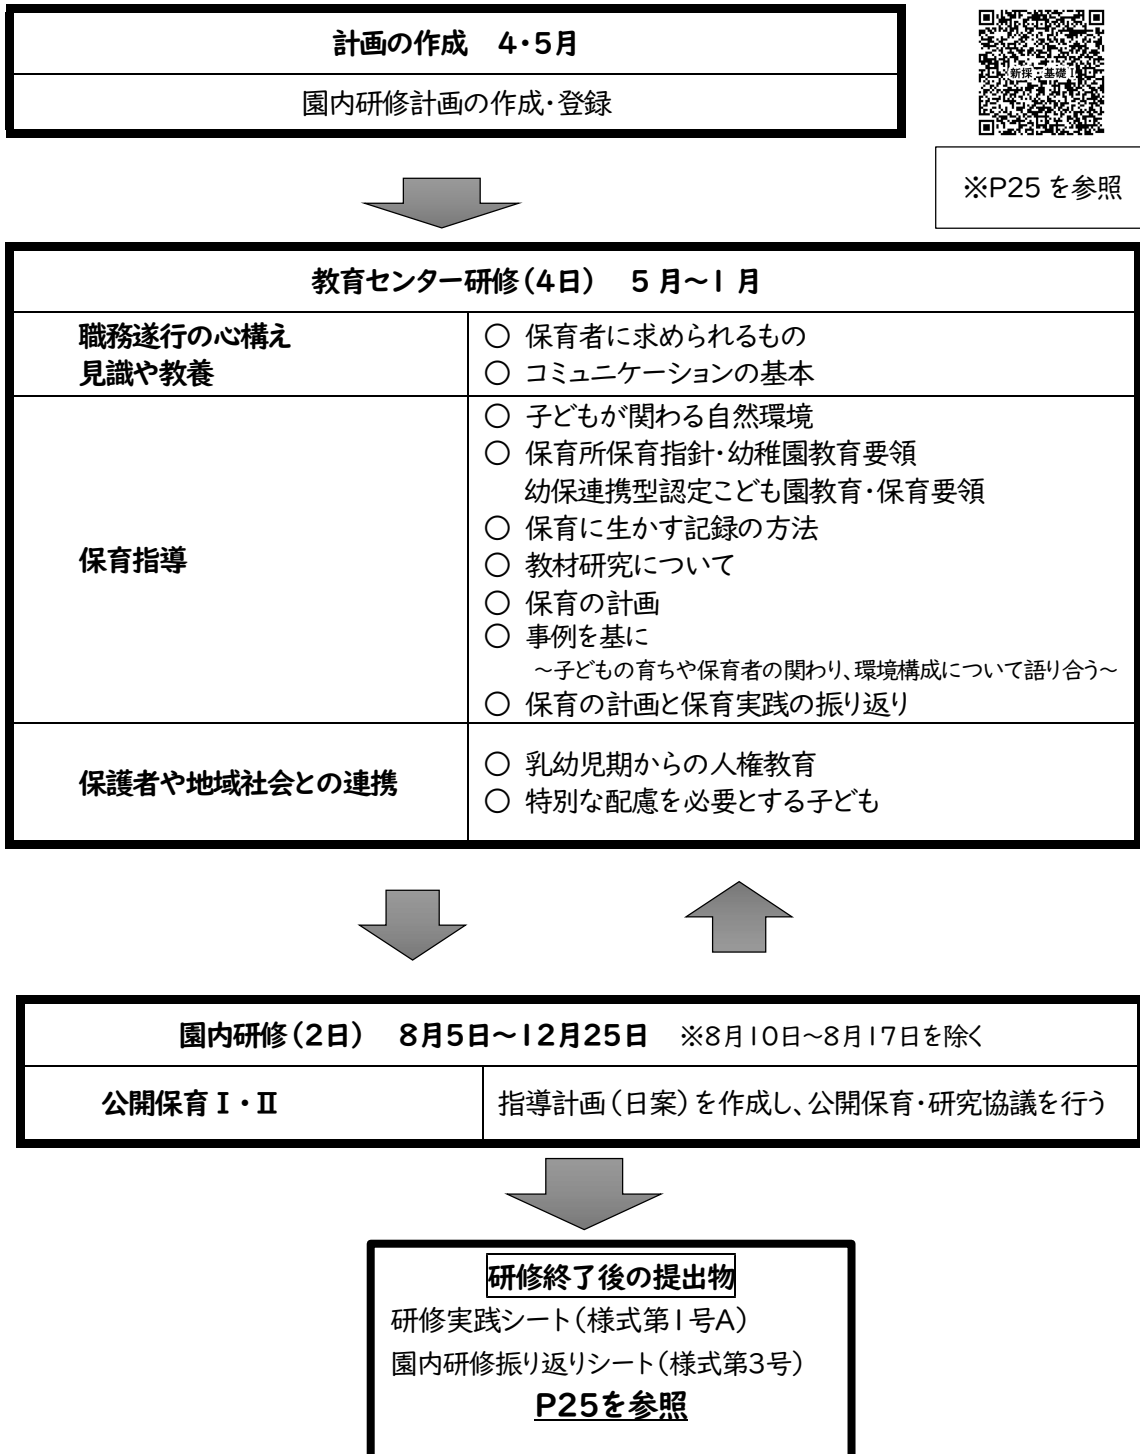 計画の作成　4・5月
園内研修計画の作成・登録
新採・基礎Ⅰ
※P25 を参照
教育センター研修(4日)　5 月～1 月
職務遂行の心構え
見識や教養
○ 保育者に求められるもの
○ コミュニケーションの基本
保育指導
○ 子どもが関わる自然環境
○ 保育所保育指針・幼稚園教育要領
幼保連携型認定こども園教育・保育要領
○ 保育に生かす記録の方法
○ 教材研究について
○ 保育の計画
○ 事例を基に
～子どもの育ちや保育者の関わり、環境構成について語り合う～
○ 保育の計画と保育実践の振り返り
保護者や地域社会との連携
○ 乳幼児期からの人権教育
○ 特別な配慮を必要とする子ども
園内研修(2日)　8月5日～12月25日　※8月10日～8月17日を除く
公開保育Ⅰ・Ⅱ
指導計画(日案)を作成し、公開保育・研究協議を行う
研修終了後の提出物
研修実践シート(様式第1号A)
園内研修振り返りシート(様式第3号)
P25を参照